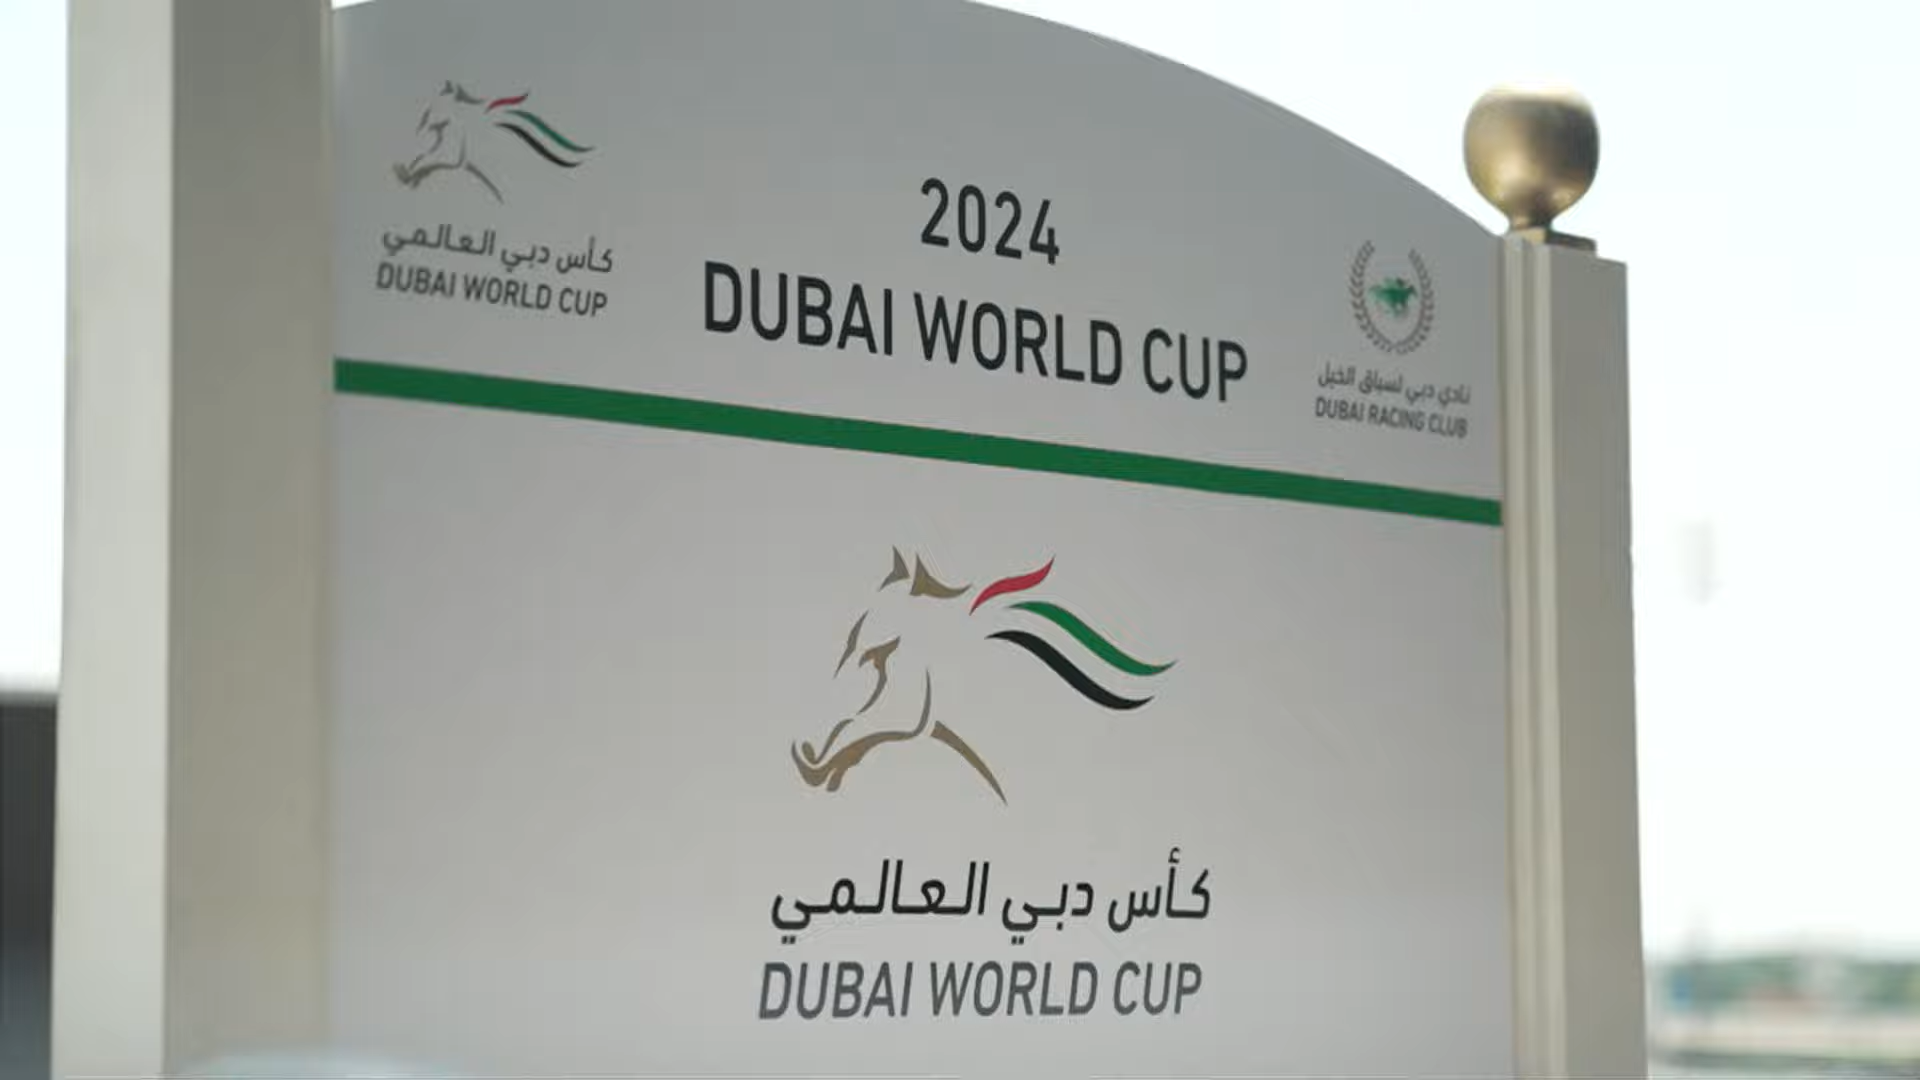 كأس دبي العالمي
DUBAI WORLD CUP
2024
DUBAI WORLD CUP
نادي دبي لسباق الخيل
DUBAI RACING CLUB
كأس دبي العالمي
DUBAI WORLD CUP